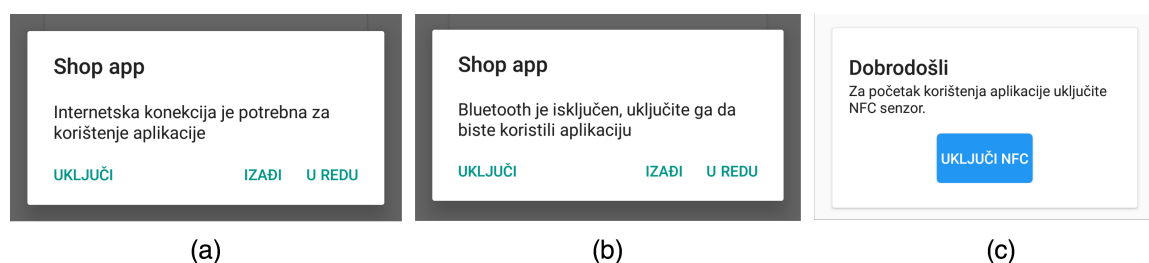 Shop app
Internetska konekcija je potrebna za
korištenje aplikacije
UKLJUČI IZAĐI U REDU
(a)
Shop app
Bluetooth je isključen, uključite ga da
biste koristili aplikaciju
UKLJUČI IZAĐI U REDU
(b)
Dobrodošli
Za početak korištenja aplikacije uključite
NFC senzor.
UKLJUČI NFC
(c)